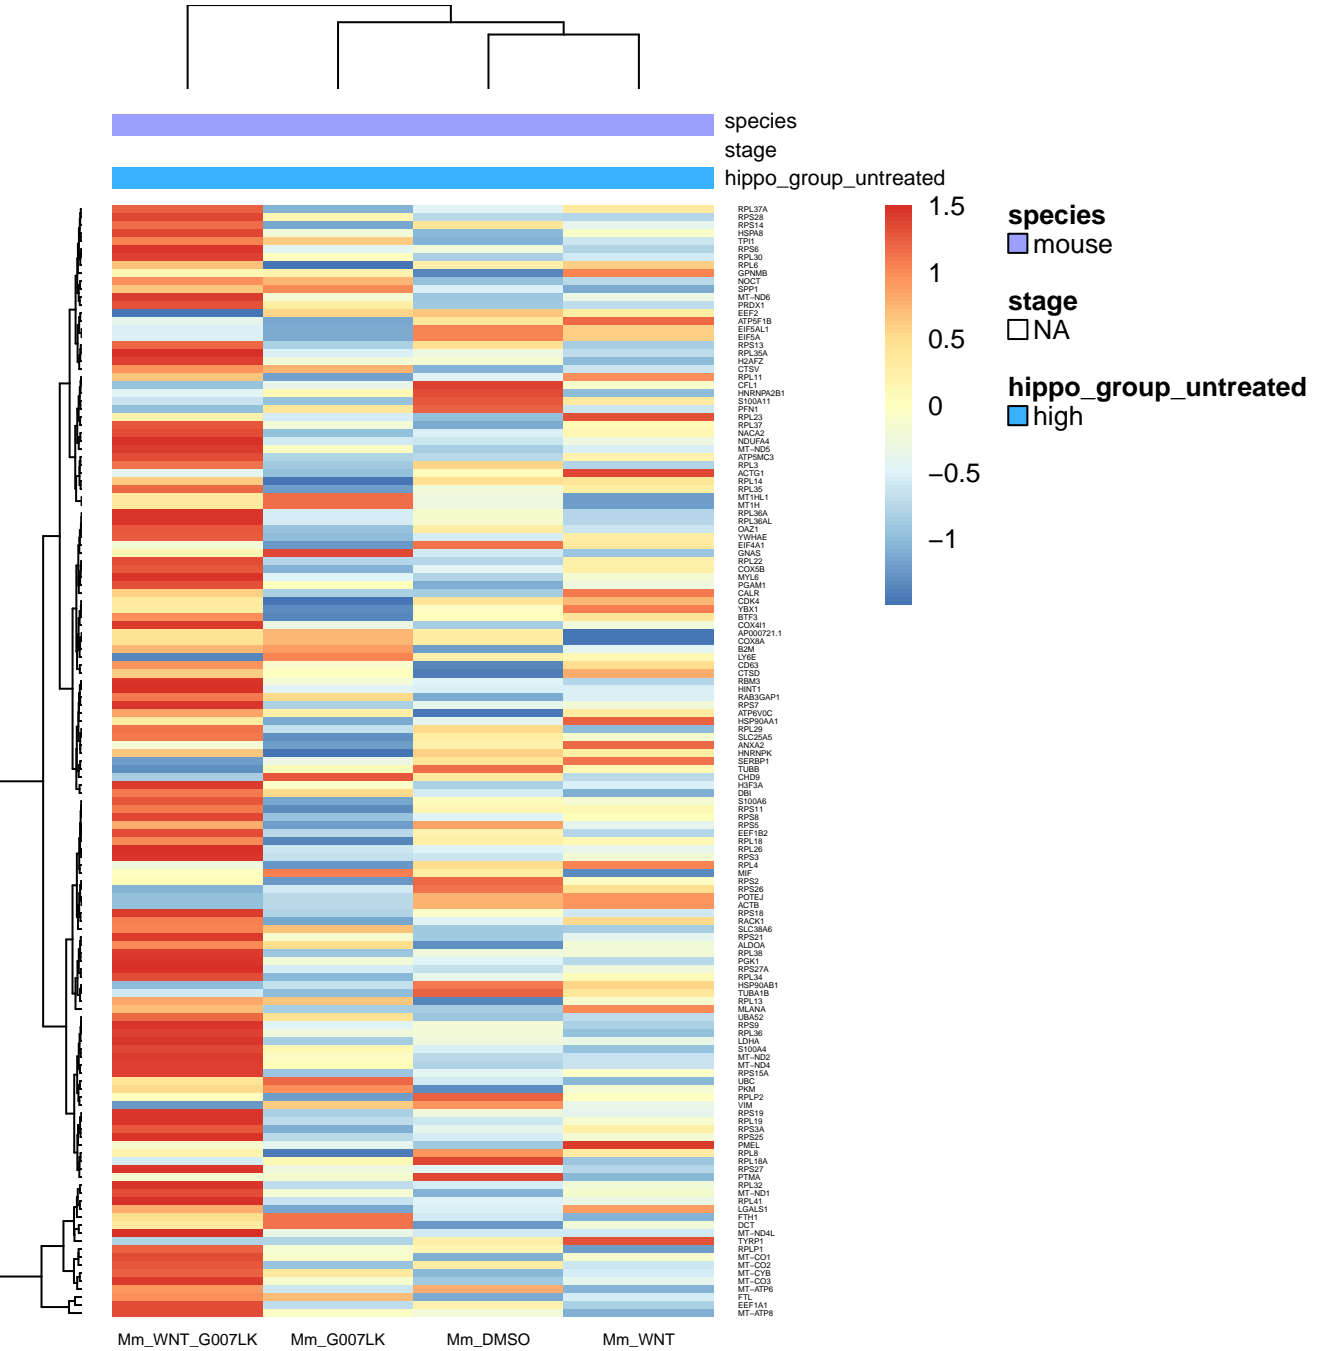 species
stage
hippo_group_untreated
RPL37A
RPS28
RPS14
HSPA8
TPI1
RPS6
RPL30
RPL6
GPNMB
NOCT
SPP1
MT−ND6
PRDX1
EEF2
ATP5F1B
EIF5AL1
EIF5A
RPS13
RPL35A
H2AFZ
CTSV
RPL11
CFL1
HNRNPA2B1
S100A11
PFN1
RPL23
RPL37
NACA2
NDUFA4
MT−ND5
ATP5MC3
RPL3
ACTG1
RPL14
RPL35
MT1HL1
MT1H
RPL36A
RPL36AL
OAZ1
YWHAE
EIF4A1
GNAS
RPL22
COX5B
MYL6
PGAM1
CALR
CDK4
YBX1
BTF3
COX4I1
AP000721.1
COX8A
B2M
LY6E
CD63
CTSD
RBM3
HINT1
RAB3GAP1
RPS7
ATP6V0C
HSP90AA1
RPL29
SLC25A5
ANXA2
HNRNPK
SERBP1
TUBB
CHD9
H3F3A
DBI
S100A6
RPS11
RPS8
RPS5
EEF1B2
RPL18
RPL26
RPS3
RPL4
MIF
RPS2
RPS26
POTEJ
ACTB
RPS18
RACK1
SLC38A6
RPS21
ALDOA
RPL38
PGK1
RPS27A
RPL34
HSP90AB1
TUBA1B
RPL13
MLANA
UBA52
RPS9
RPL36
LDHA
S100A4
MT−ND2
MT−ND4
RPS15A
UBC
PKM
RPLP2
VIM
RPS19
RPL19
RPS3A
RPS25
PMEL
RPL8
RPL18A
RPS27
PTMA
RPL32
MT−ND1
RPL41
LGALS1
FTH1
DCT
MT−ND4L
TYRP1
RPLP1
MT−CO1
MT−CO2
MT−CYB
MT−CO3
MT−ATP6
FTL
EEF1A1
MT−ATP8
Mm_WNT_G007LK
Mm_G007LK
Mm_DMSO
Mm_WNT
1.5
1
0.5
0
−0.5
−1
species
mouse
stage
NA
hippo_group_untreated
high